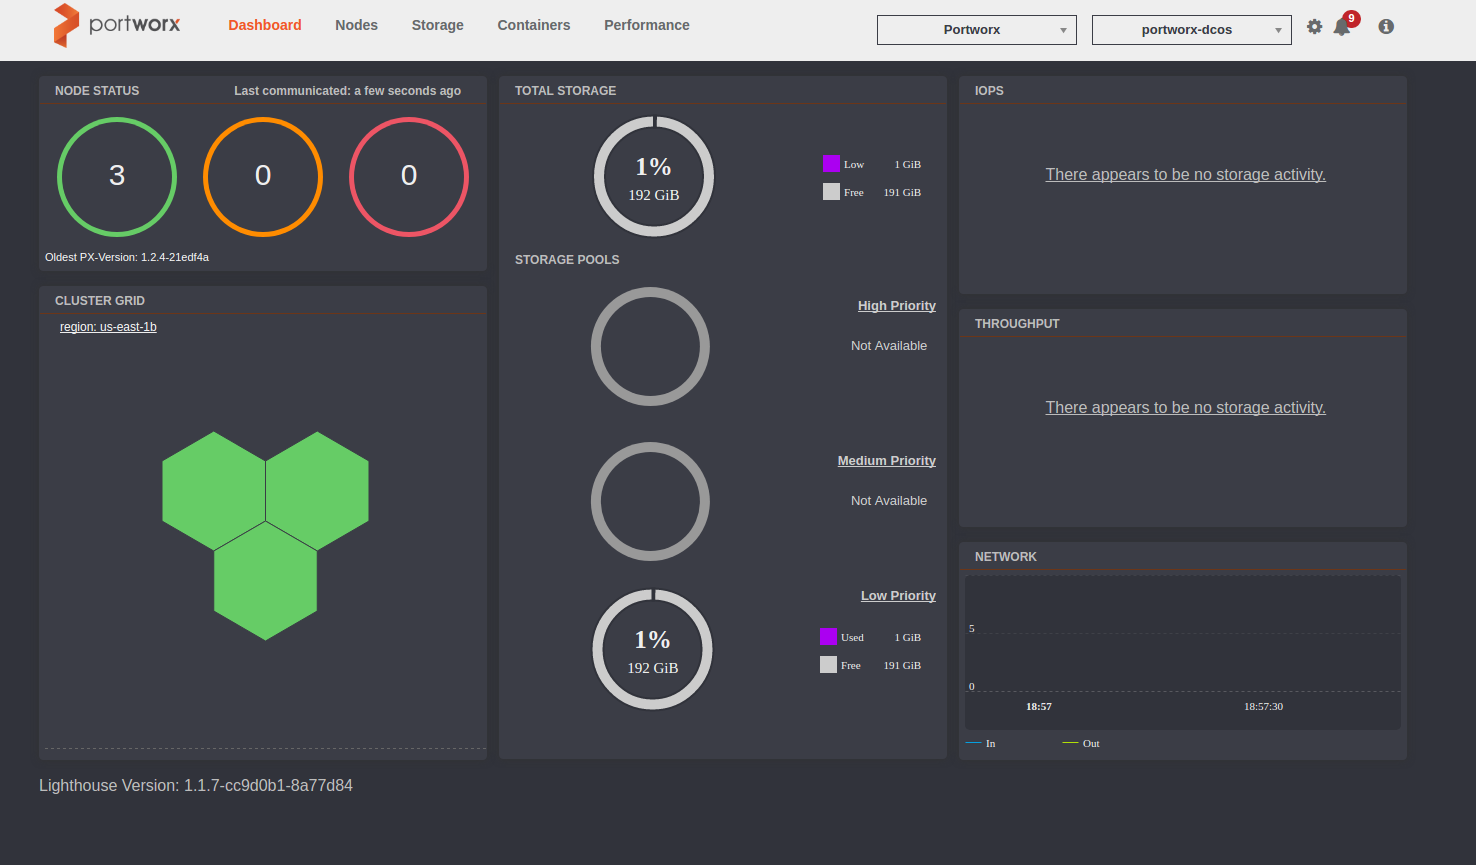 portworx
Dashboard Nodes Storage Containers Performance
Portworx
portworx-dcos
9
NODE STATUS Last communicated: a few seconds ago
3 0 0
Oldest PX-Version: 1.2.4-21edf4a
CLUSTER GRID
region: us-east-1b
TOTAL STORAGE
1%
192 GiB
Low 1 GiB
Free 191 GiB
STORAGE POOLS
High Priority
Not Available
Medium Priority
Not Available
Low Priority
1%
192 GiB
Used 1 GiB
Free 191 GiB
IOPS
There appears to be no storage activity.
THROUGHPUT
There appears to be no storage activity.
NETWORK
5
0
18:57 18:57:30
In Out
Lighthouse Version: 1.1.7-cc9d0b1-8a77d84